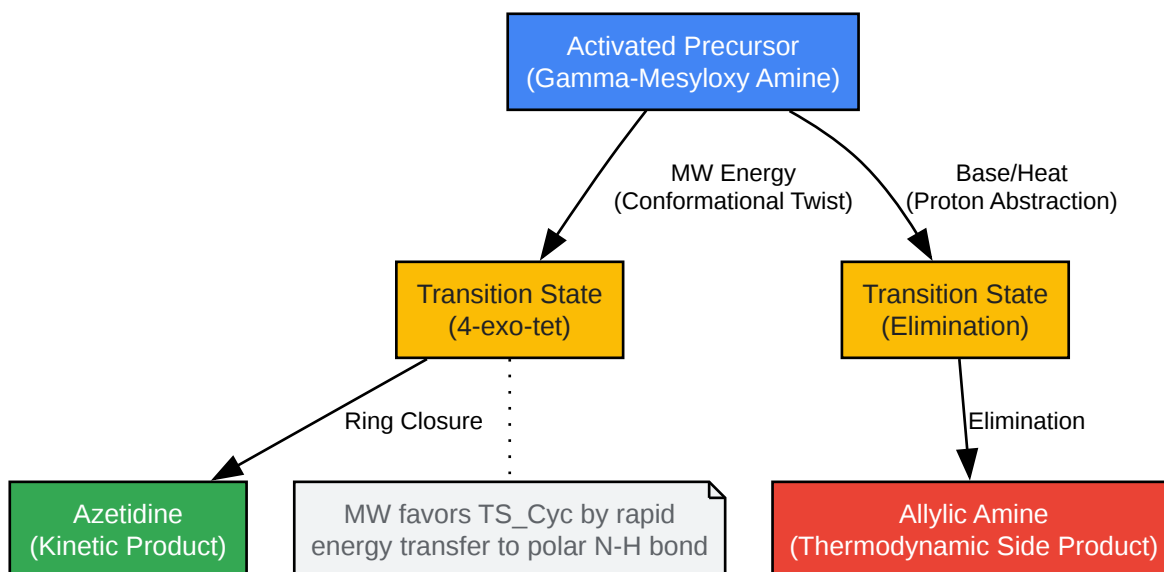 Activated Precursor
(Gamma-Mesyloxy Amine)
MW Energy
(Conformational Twist)
Base/Heat
(Proton Abstraction)
Transition State
(4-exo-tet)
Transition State
(Elimination)
Ring Closure
Elimination
Azetidine
(Kinetic Product)
MW favors TS_Cyc by rapid
energy transfer to polar N-H bond
Allylic Amine
(Thermodynamic Side Product)